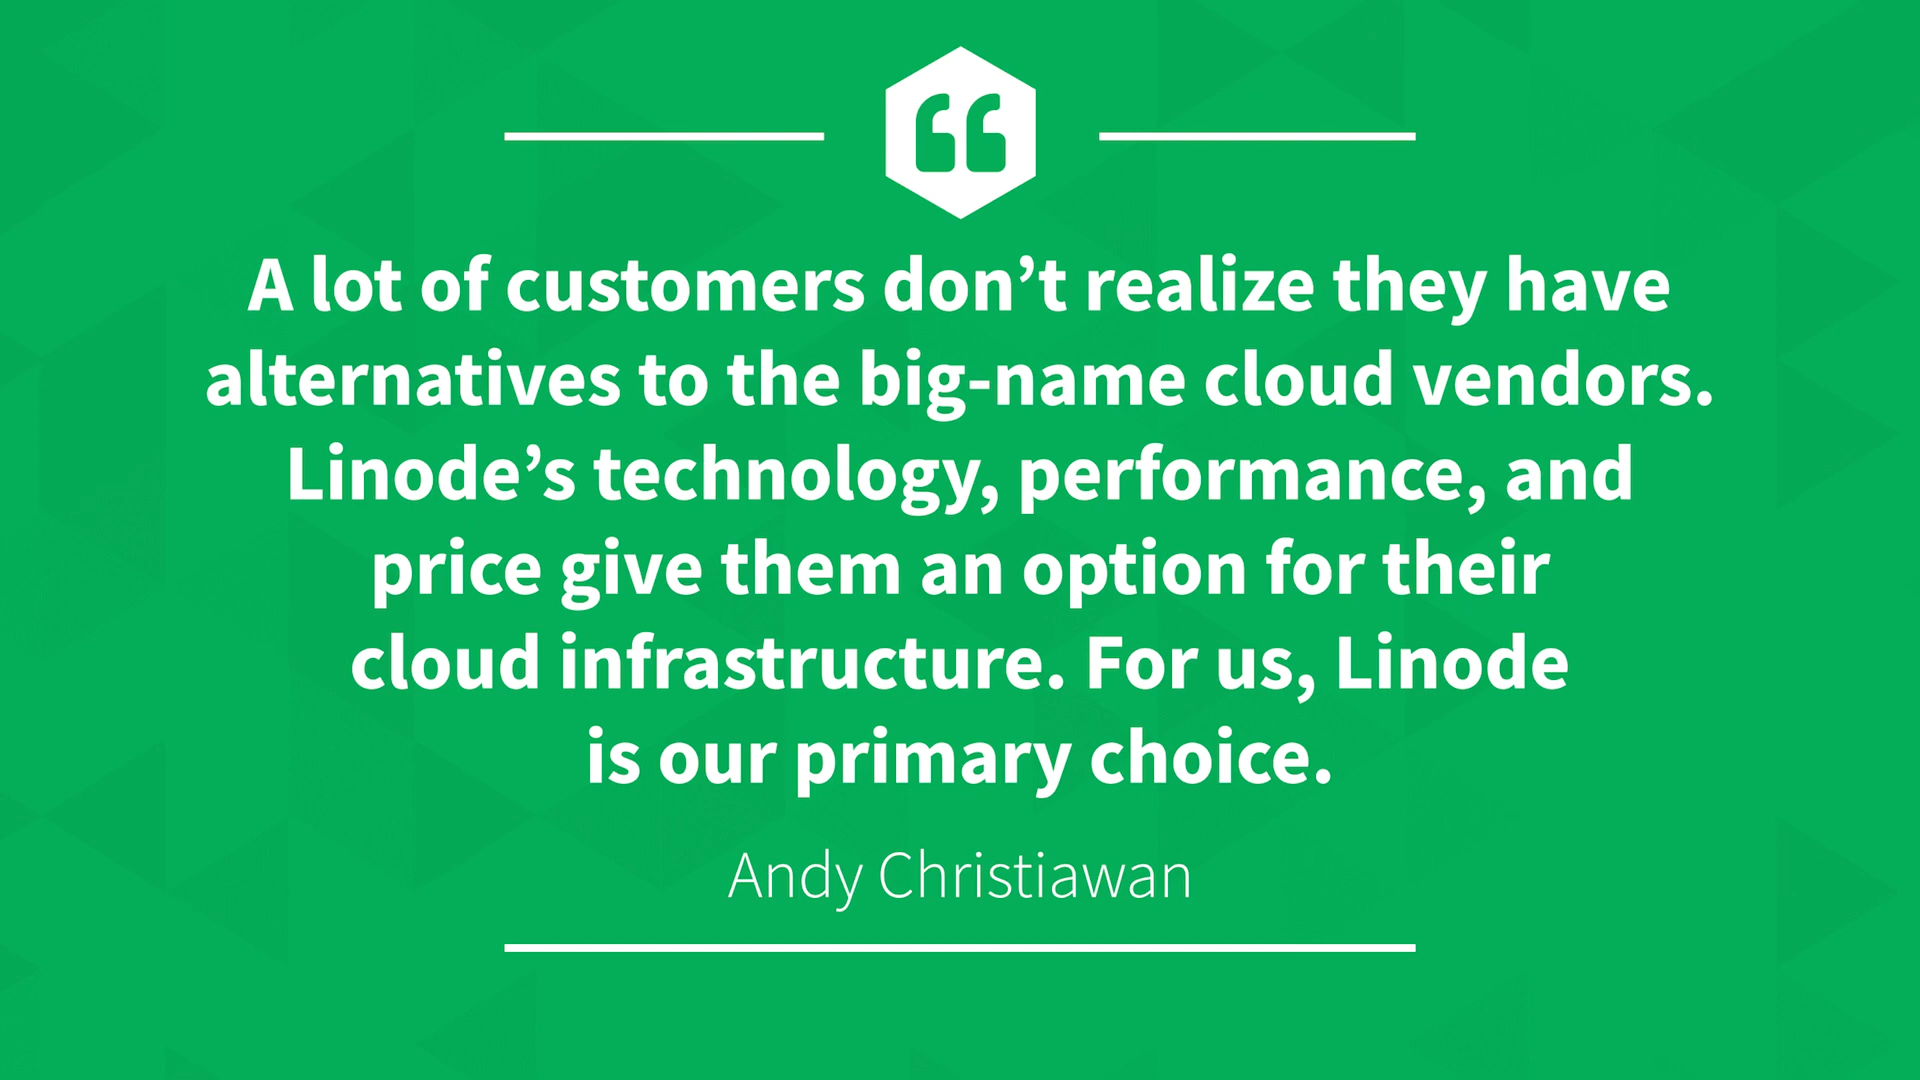 A lot of customers don’t realize they have
alternatives to the big-name cloud vendors.
Linode’s technology, performance, and
price give them an option for their
cloud infrastructure. For us, Linode
is our primary choice.
Andy Christiawan